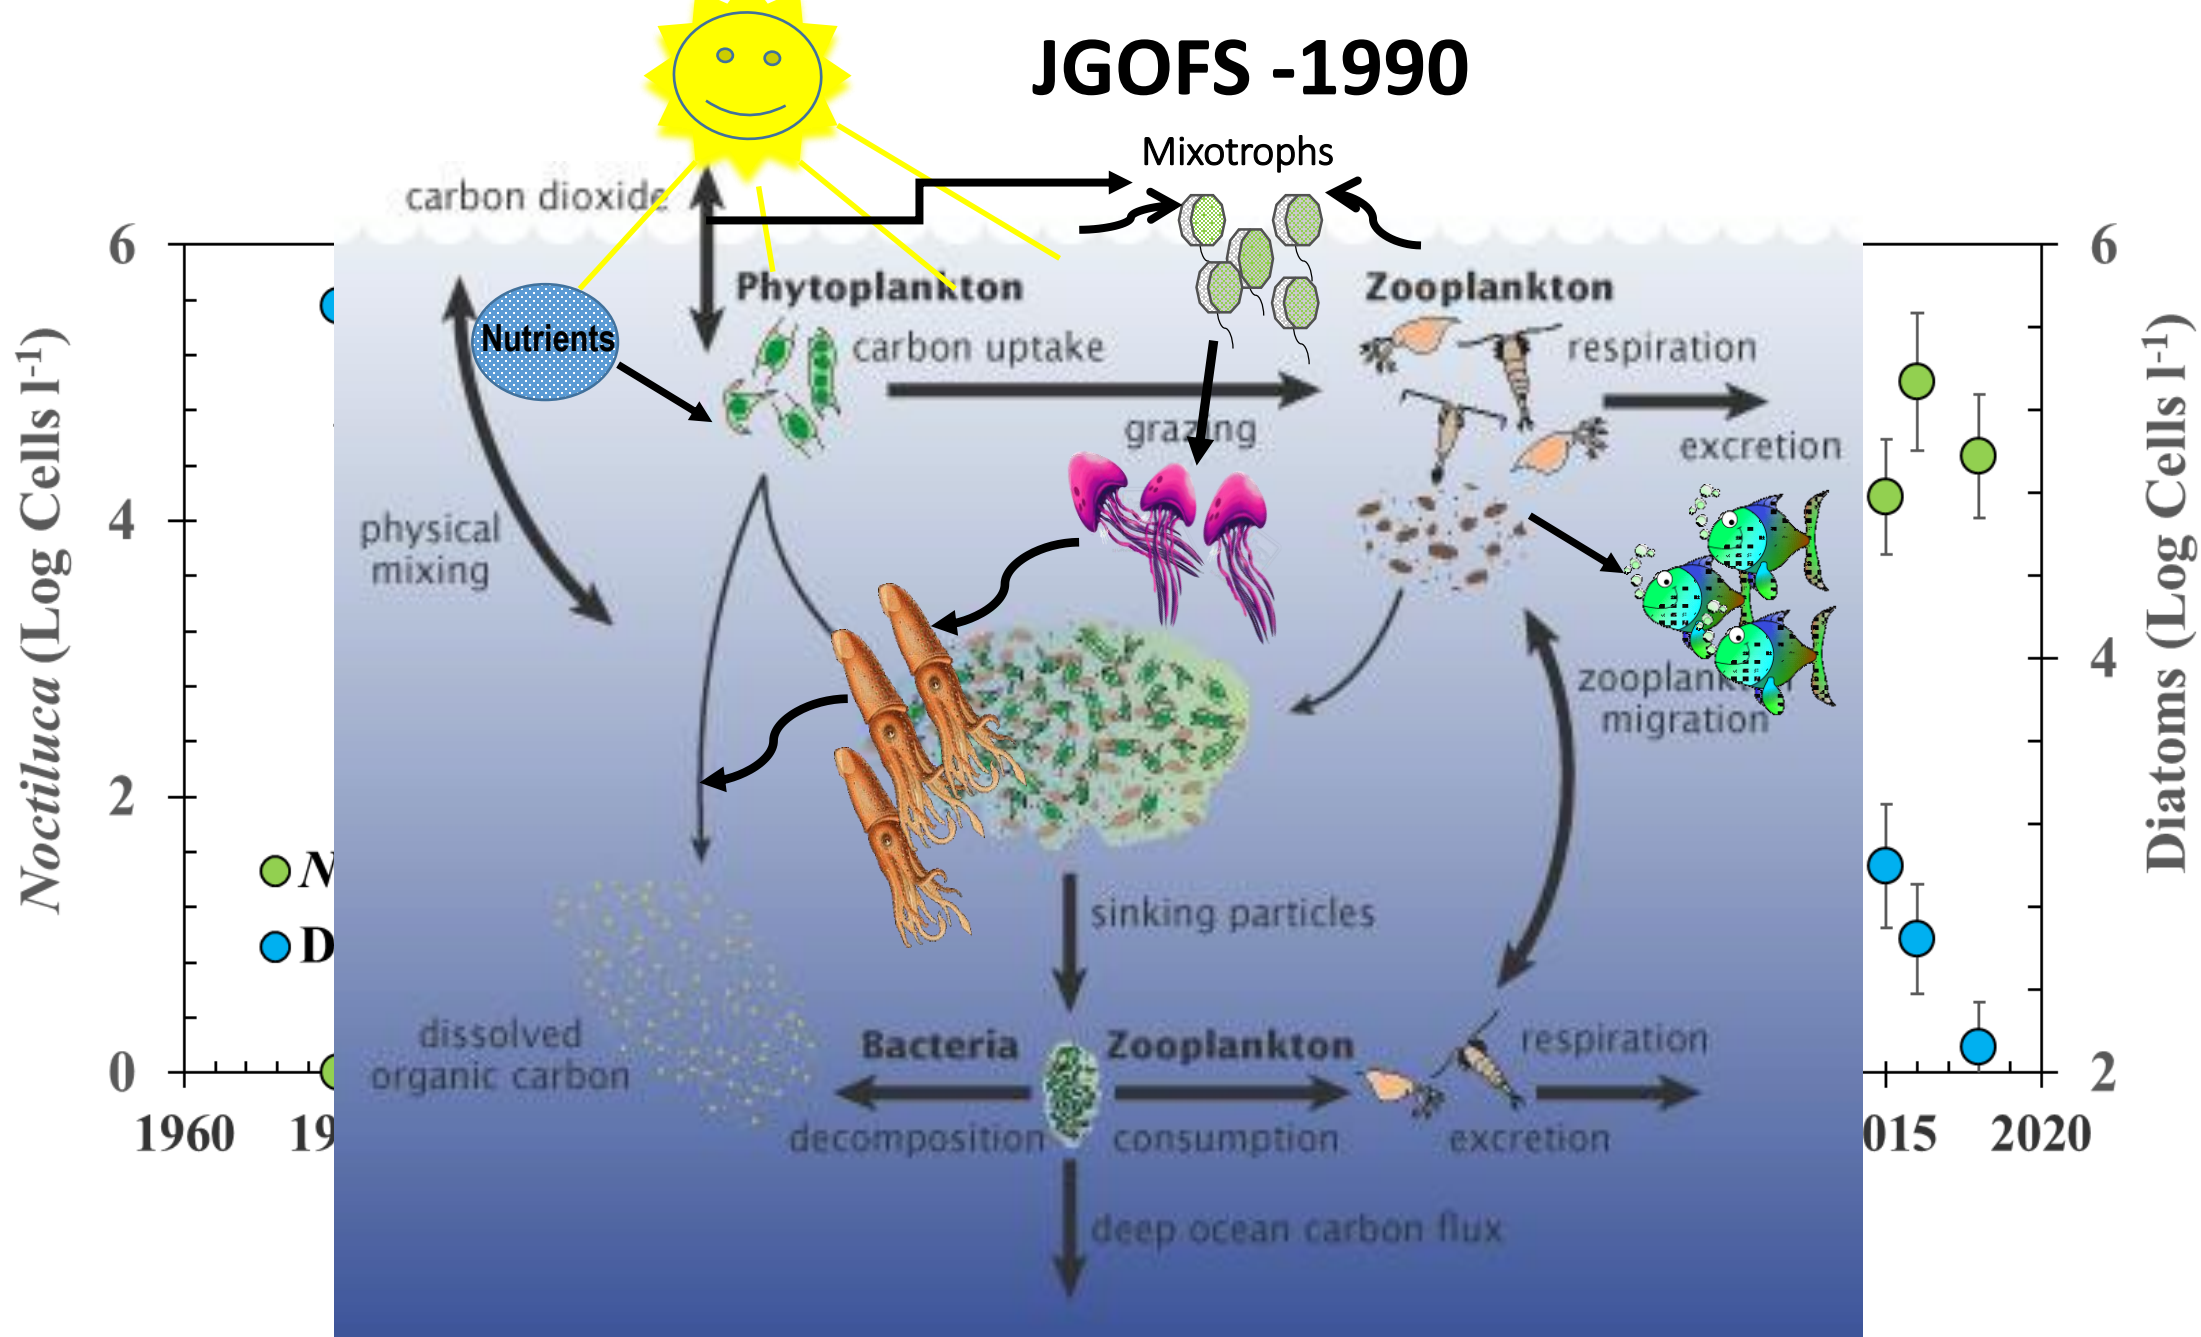 JGOFS -1990
Mixotrophs
carbon dioxide
Nutrients
Phytoplankton
carbon uptake
grazing
Zooplankton
respiration
excretion
physical
mixing
zooplankton
migration
sinking particles
dissolved
organic carbon
Bacteria
decomposition
Zooplankton
consumption
respiration
excretion
deep ocean carbon flux
Noctiluca (Log Cells l-1)
6
4
2
0
N
D
1960
19
015
2020
6
4
2
Diatoms (Log Cells l-1)